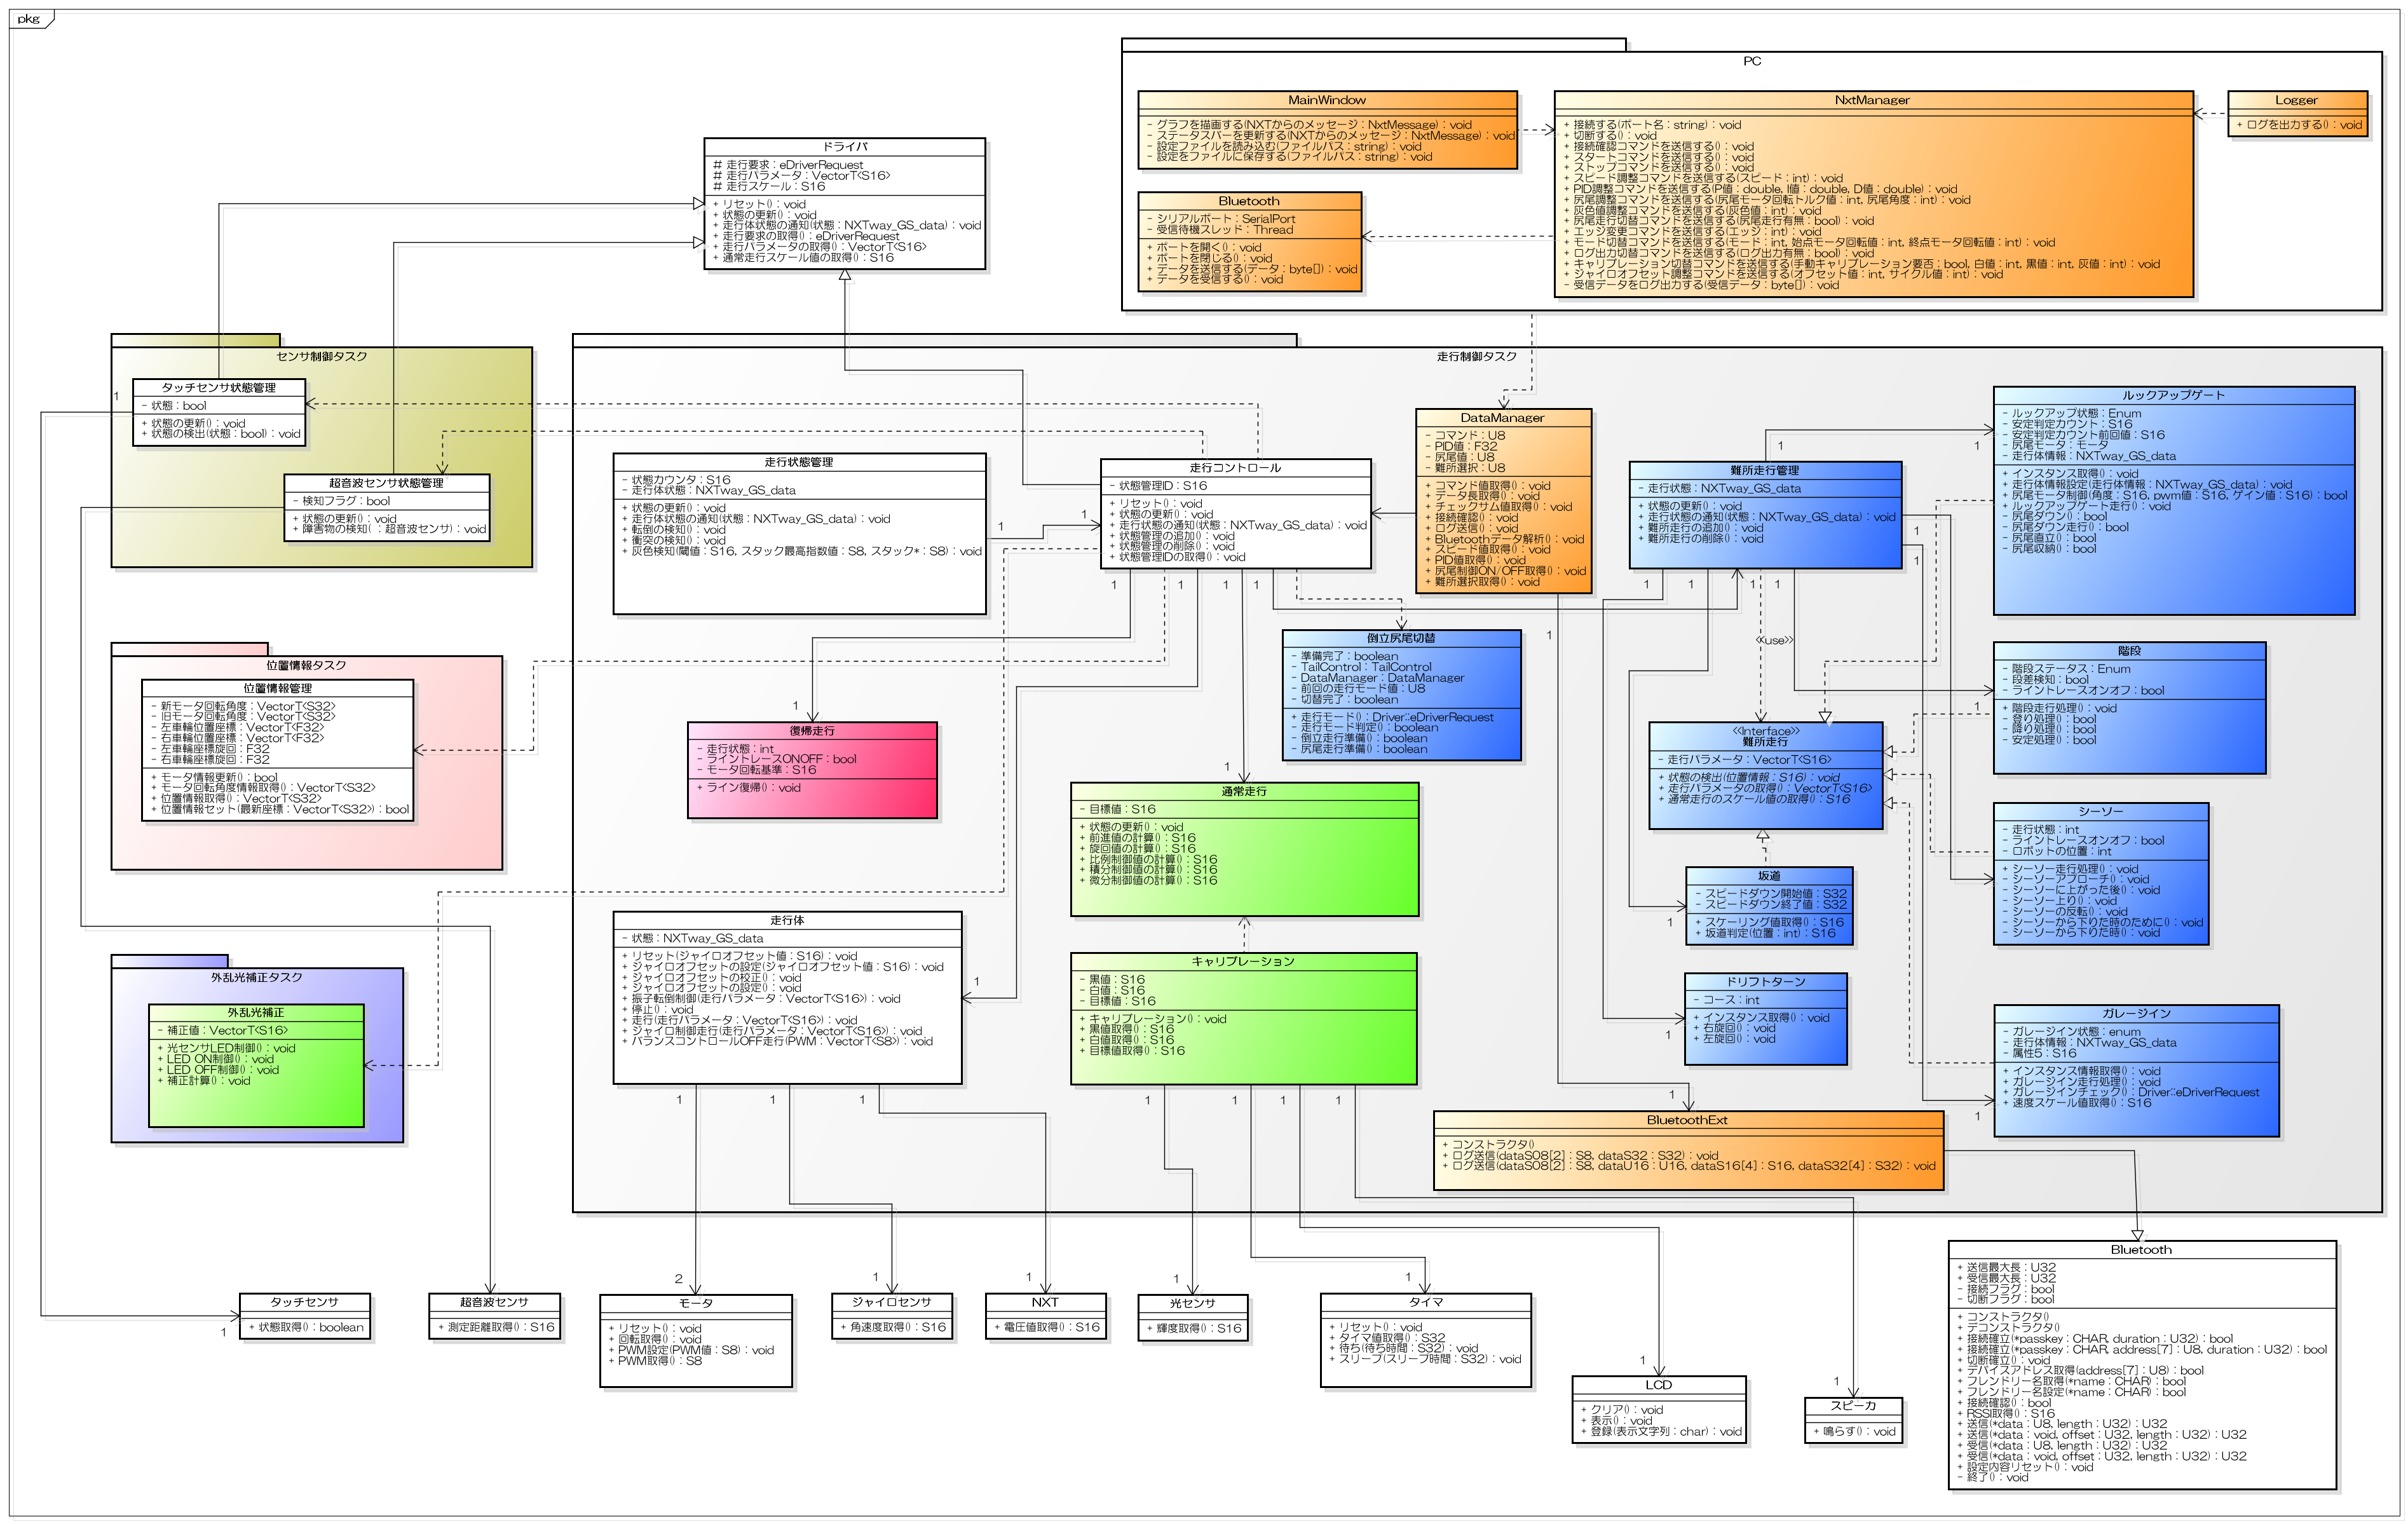 pkg
PC
MainWindow
- グラフを描画する(NXTからのメッセージ : NxtMessage) : void
- ステータスバーを更新する(NXTからのメッセージ : NxtMessage) : void
- 設定ファイルを読み込む(ファイルパス : string) : void
- 設定をファイルに保存する(ファイルパス : string) : void
NxtManager
+ 接続する(ポート名 : string) : void
+ 切断する() : void
+ 接続確認コマンドを送信する() : void
+ スタートコマンドを送信する() : void
+ ストップコマンドを送信する() : void
+ スピード調整コマンドを送信する(スピード : int) : void
+ PID調整コマンドを送信する(P値 : double, I値 : double, D値 : double) : void
+ 尻尾調整コマンドを送信する(尻尾モータ回転トルク値 : int, 尻尾角度 : int) : void
+ 灰色値調整コマンドを送信する(灰色値 : int) : void
+ 尻尾走行切替コマンドを送信する(尻尾走行有無 : bool) : void
+ エッジ変更コマンドを送信する(エッジ : int) : void
+ モード切替コマンドを送信する(モード : int, 始点モータ回転値 : int, 終点モータ回転値 : int) : void
+ ログ出力切替コマンドを送信する(ログ出力有無 : bool) : void
+ キャリブレーション切替コマンドを送信する(手動キャリブレーション要否 : bool, 白値 : int, 黒値 : int, 灰値 : int) : void
+ ジャイロオフセット調整コマンドを送信する(オフセット値 : int, サイクル値 : int) : void
- 受信データをログ出力する(受信データ : byte[]) : void
Logger
+ ログを出力する() : void
Bluetooth
- シリアルポート : SerialPort
- 受信待機スレッド : Thread
+ ポートを開く() : void
+ ポートを閉じる() : void
+ データを送信する(データ : byte[]) : void
+ データを受信する() : void
ドライバ
# 走行要求 : eDriverRequest
# 走行パラメータ : VectorT<S16>
# 走行スケール : S16
+ リセット() : void
+ 状態の更新() : void
+ 走行体状態の通知(状態 : NXTway_GS_data) : void
+ 走行要求の取得() : eDriverRequest
+ 走行パラメータの取得() : VectorT<S16>
+ 通常走行スケール値の取得() : S16
センサ制御タスク
タッチセンサ状態管理
- 状態 : bool
+ 状態の更新() : void
+ 状態の検出(状態 : bool) : void
1
超音波センサ状態管理
- 検知フラグ : bool
+ 状態の更新() : void
+ 障害物の検知( : 超音波センサ) : void
走行制御タスク
走行状態管理
- 状態カウンタ : S16
- 走行体状態 : NXTway_GS_data
+ 状態の更新() : void
+ 走行体状態の通知(状態 : NXTway_GS_data) : void
+ 転倒の検知() : void
+ 衝突の検知() : void
+ 灰色検知(閾値 : S16, スタック最高指数値 : S8, スタック* : S8) : void
1
1
走行コントロール
- 状態管理ID : S16
+ リセット() : void
+ 状態の更新() : void
+ 走行状態の通知(状態 : NXTway_GS_data) : void
+ 状態管理の追加() : void
+ 状態管理の削除() : void
+ 状態管理IDの取得() : void
1
1
1
1
DataManager
- コマンド : U8
- PID値 : F32
- 尻尾値 : U8
- 難所選択 : U8
+ コマンド値取得() : void
+ データ長取得() : void
+ チェックサム値取得() : void
+ 接続確認() : void
+ ログ送信() : void
+ Bluetoothデータ解析() : void
+ スピード値取得() : void
+ PID値取得() : void
+ 尻尾制御ON/OFF取得() : void
+ 難所選択取得() : void
1
難所走行管理
- 走行状態 : NXTway_GS_data
+ 状態の更新() : void
+ 走行状態の通知(状態 : NXTway_GS_data) : void
+ 難所走行の追加() : void
+ 難所走行の削除() : void
1
1
1
1
1
1
1
1
ルックアップゲート
- ルックアップ状態 : Enum
- 安定判定カウント : S16
- 安定判定カウント前回値 : S16
- 尻尾モータ : モータ
- 走行体情報 : NXTway_GS_data
+ インスタンス取得() : void
+ 走行体情報設定(走行体情報 : NXTway_GS_data) : void
+ 尻尾モータ制御(角度 : S16, pwm値 : S16, ゲイン値 : S16) : bool
+ ルックアップゲート走行() : void
- 尻尾ダウン() : bool
- 尻尾ダウン走行() : bool
- 尻尾直立() : bool
- 尻尾収納() : bool
倒立尻尾切替
- 準備完了 : boolean
- TailControl : TailControl
- DataManager : DataManager
- 前回の走行モード値 : U8
- 切替完了 : boolean
+ 走行モード() : Driver::eDriverRequest
- 走行モード判定() : boolean
- 倒立走行準備() : boolean
- 尻尾走行準備() : boolean
<<use>>
階段
- 階段ステータス : Enum
- 段差検知 : bool
- ライントレースオンオフ : bool
+ 階段走行処理() : void
- 登り処理() : bool
- 降り処理() : bool
- 安定処理() : bool
1
位置情報タスク
位置情報管理
- 新モータ回転角度 : VectorT<S32>
- 旧モータ回転角度 : VectorT<S32>
- 左車輪位置座標 : VectorT<F32>
- 右車輪位置座標 : VectorT<F32>
- 左車輪座標旋回 : F32
- 右車輪座標旋回 : F32
+ モータ情報更新() : bool
+ モータ回転角度情報取得() : VectorT<S32>
+ 位置情報取得() : VectorT<S32>
+ 位置情報セット(最新座標 : VectorT<S32>) : bool
1
復帰走行
- 走行状態 : int
- ライントレースONOFF : bool
- モータ回転基準 : S16
+ ライン復帰() : void
1
通常走行
- 目標値 : S16
+ 状態の更新() : void
+ 前進値の計算() : S16
+ 旋回値の計算() : S16
+ 比例制御値の計算() : S16
+ 積分制御値の計算() : S16
+ 微分制御値の計算() : S16
<<Interface>>
難所走行
- 走行パラメータ : VectorT<S16>
+ 状態の検出(位置情報 : S16) : void
+ 走行パラメータの取得() : VectorT<S16>
+ 通常走行のスケール値の取得() : S16
シーソー
- 走行状態 : int
- ライントレースオンオフ : bool
- ロボットの位置 : int
+ シーソー走行処理() : void
- シーソーアプローチ() : void
- シーソーに上がった後() : void
- シーソー上り() : void
- シーソーの反転() : void
- シーソーから下りた時のために() : void
- シーソーから下りた時() : void
1
坂道
- スピードダウン開始値 : S32
- スピードダウン終了値 : S32
+ スケーリング値取得() : S16
+ 坂道判定(位置 : int) : S16
1
走行体
- 状態 : NXTway_GS_data
+ リセット(ジャイロオフセット値 : S16) : void
+ ジャイロオフセットの設定(ジャイロオフセット値 : S16) : void
+ ジャイロオフセットの校正() : void
+ ジャイロオフセットの設定() : void
+ 振子転倒制御(走行パラメータ : VectorT<S16>) : void
+ 停止() : void
+ 走行(走行パラメータ : VectorT<S16>) : void
+ ジャイロ制御走行(走行パラメータ : VectorT<S16>) : void
+ バランスコントロールOFF走行(PWM : VectorT<S8>) : void
1
キャリブレーション
- 黒値 : S16
- 白値 : S16
- 目標値 : S16
+ キャリブレーション() : void
+ 黒値取得() : S16
+ 白値取得() : S16
+ 目標値取得() : S16
ドリフトターン
- コース : int
+ インスタンス取得() : void
+ 右旋回() : void
+ 左旋回() : void
1
ガレージイン
- ガレージイン状態 : enum
- 走行体情報 : NXTway_GS_data
- 属性5 : S16
+ インスタンス情報取得() : void
+ ガレージイン走行処理() : void
+ ガレージインチェック() : Driver::eDriverRequest
+ 速度スケール値取得() : S16
1
外乱光補正タスク
外乱光補正
- 補正値 : VectorT<S16>
+ 光センサLED制御() : void
+ LED ON制御() : void
+ LED OFF制御() : void
+ 補正計算() : void
1
1
1
1
1
1
1
1
BluetoothExt
+ コンストラクタ()
+ ログ送信(dataS08[2] : S8, dataS32 : S32) : void
+ ログ送信(dataS08[2] : S8, dataU16 : U16, dataS16[4] : S16, dataS32[4] : S32) : void
1
タッチセンサ
+ 状態取得() : boolean
超音波センサ
+ 測定距離取得() : S16
2
モータ
+ リセット() : void
+ 回転取得() : void
+ PWM設定(PWM値 : S8) : void
+ PWM取得() : S8
1
ジャイロセンサ
+ 角速度取得() : S16
1
NXT
+ 電圧値取得() : S16
1
光センサ
+ 輝度取得() : S16
1
タイマ
+ リセット() : void
+ タイマ値取得() : S32
+ 待ち(待ち時間 : S32) : void
+ スリープ(スリープ時間 : S32) : void
1
LCD
+ クリア() : void
+ 表示() : void
+ 登録(表示文字列 : char) : void
1
スピーカ
+ 鳴らす() : void
Bluetooth
+ 送信最大長 : U32
+ 受信最大長 : U32
- 接続フラグ : bool
- 切断フラグ : bool
+ コンストラクタ()
+ デコンストラクタ()
+ 接続確立(*passkey : CHAR, duration : U32) : bool
+ 接続確立(*passkey : CHAR, address[7] : U8, duration : U32) : bool
+ 切断確立() : void
+ デバイスアドレス取得(address[7] : U8) : bool
+ フレンドリー名取得(*name : CHAR) : bool
+ フレンドリー名設定(*name : CHAR) : bool
+ 接続確認() : bool
+ RSSI取得() : S16
+ 送信(*data : U8, length : U32) : U32
+ 送信(*data : void, offset : U32, length : U32) : U32
+ 受信(*data : U8, length : U32) : U32
+ 受信(*data : void, offset : U32, length : U32) : U32
+ 設定内容リセット() : void
- 終了() : void